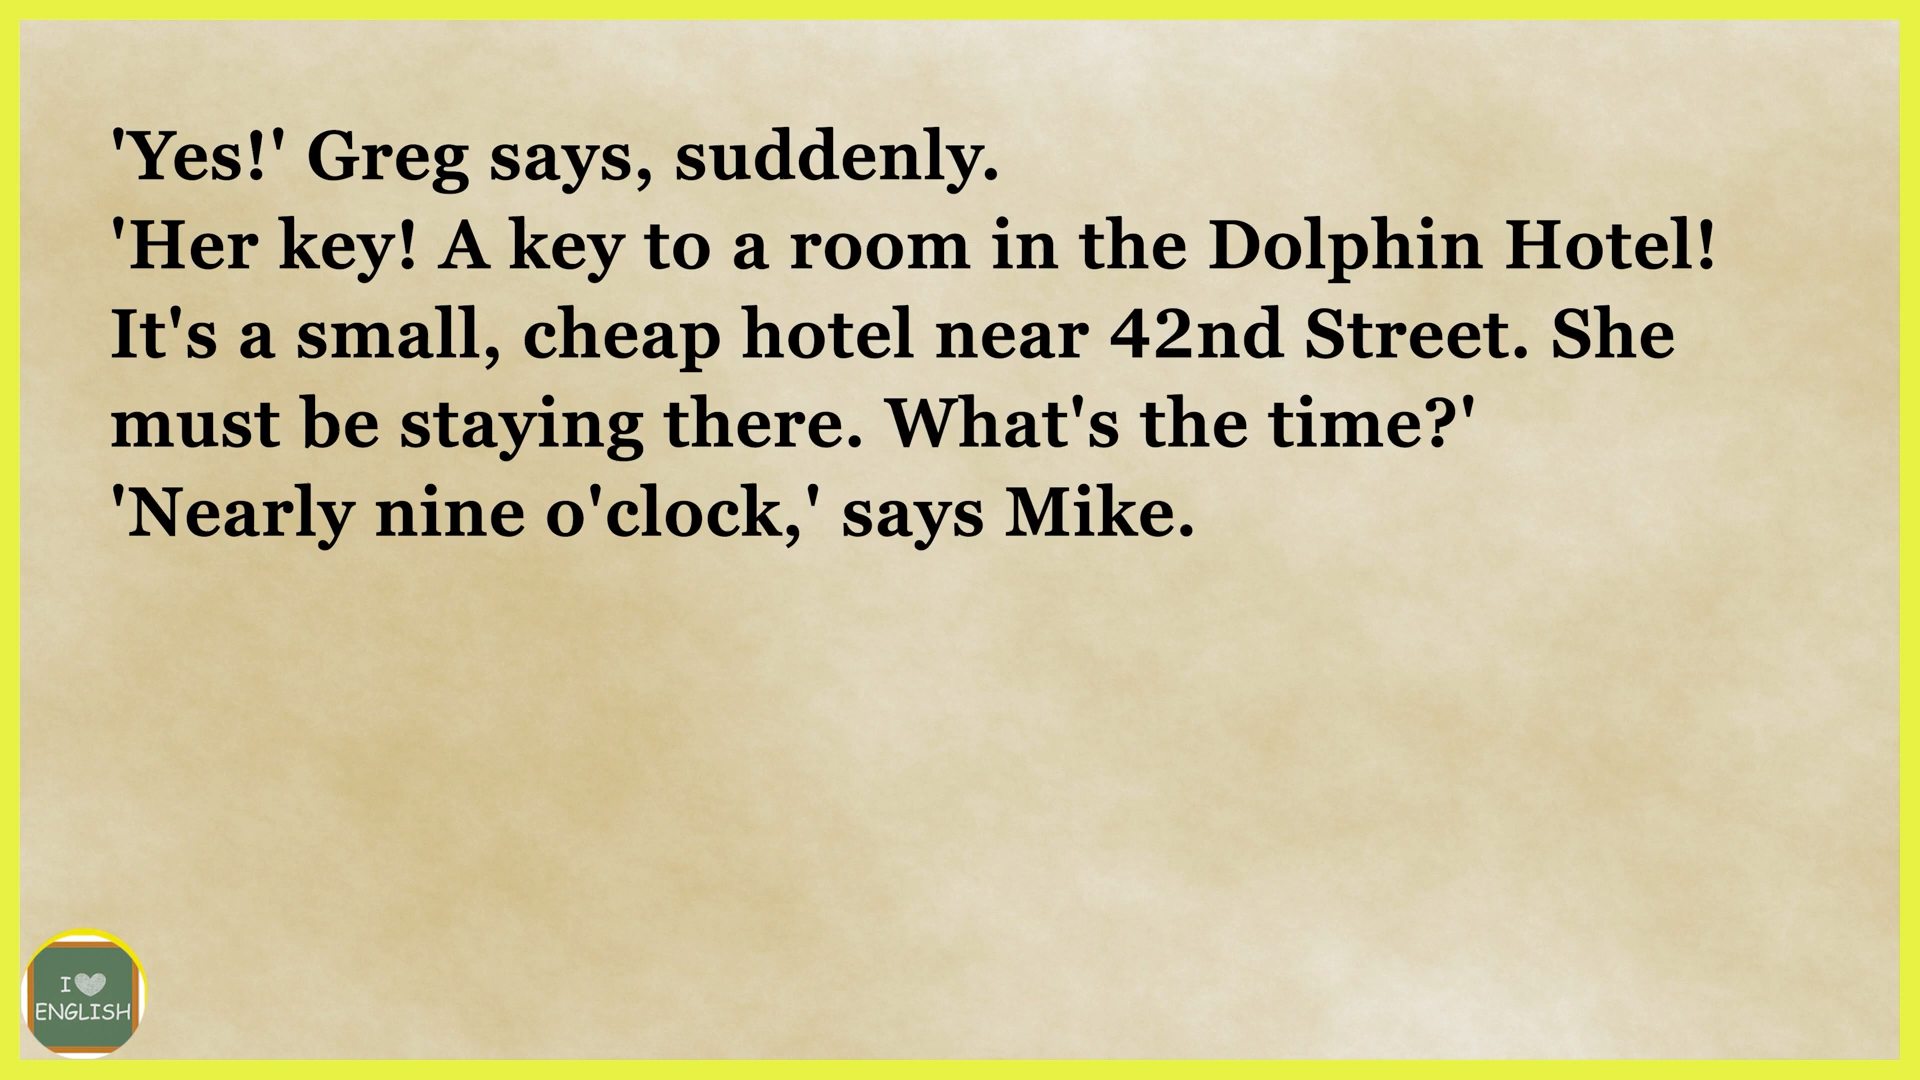 'Yes!' Greg says, suddenly.
'Her key! A key to a room in the Dolphin Hotel!
It's a small, cheap hotel near 42nd Street. She
must be staying there. What's the time?'
'Nearly nine o'clock,' says Mike.
I
ENGLISH